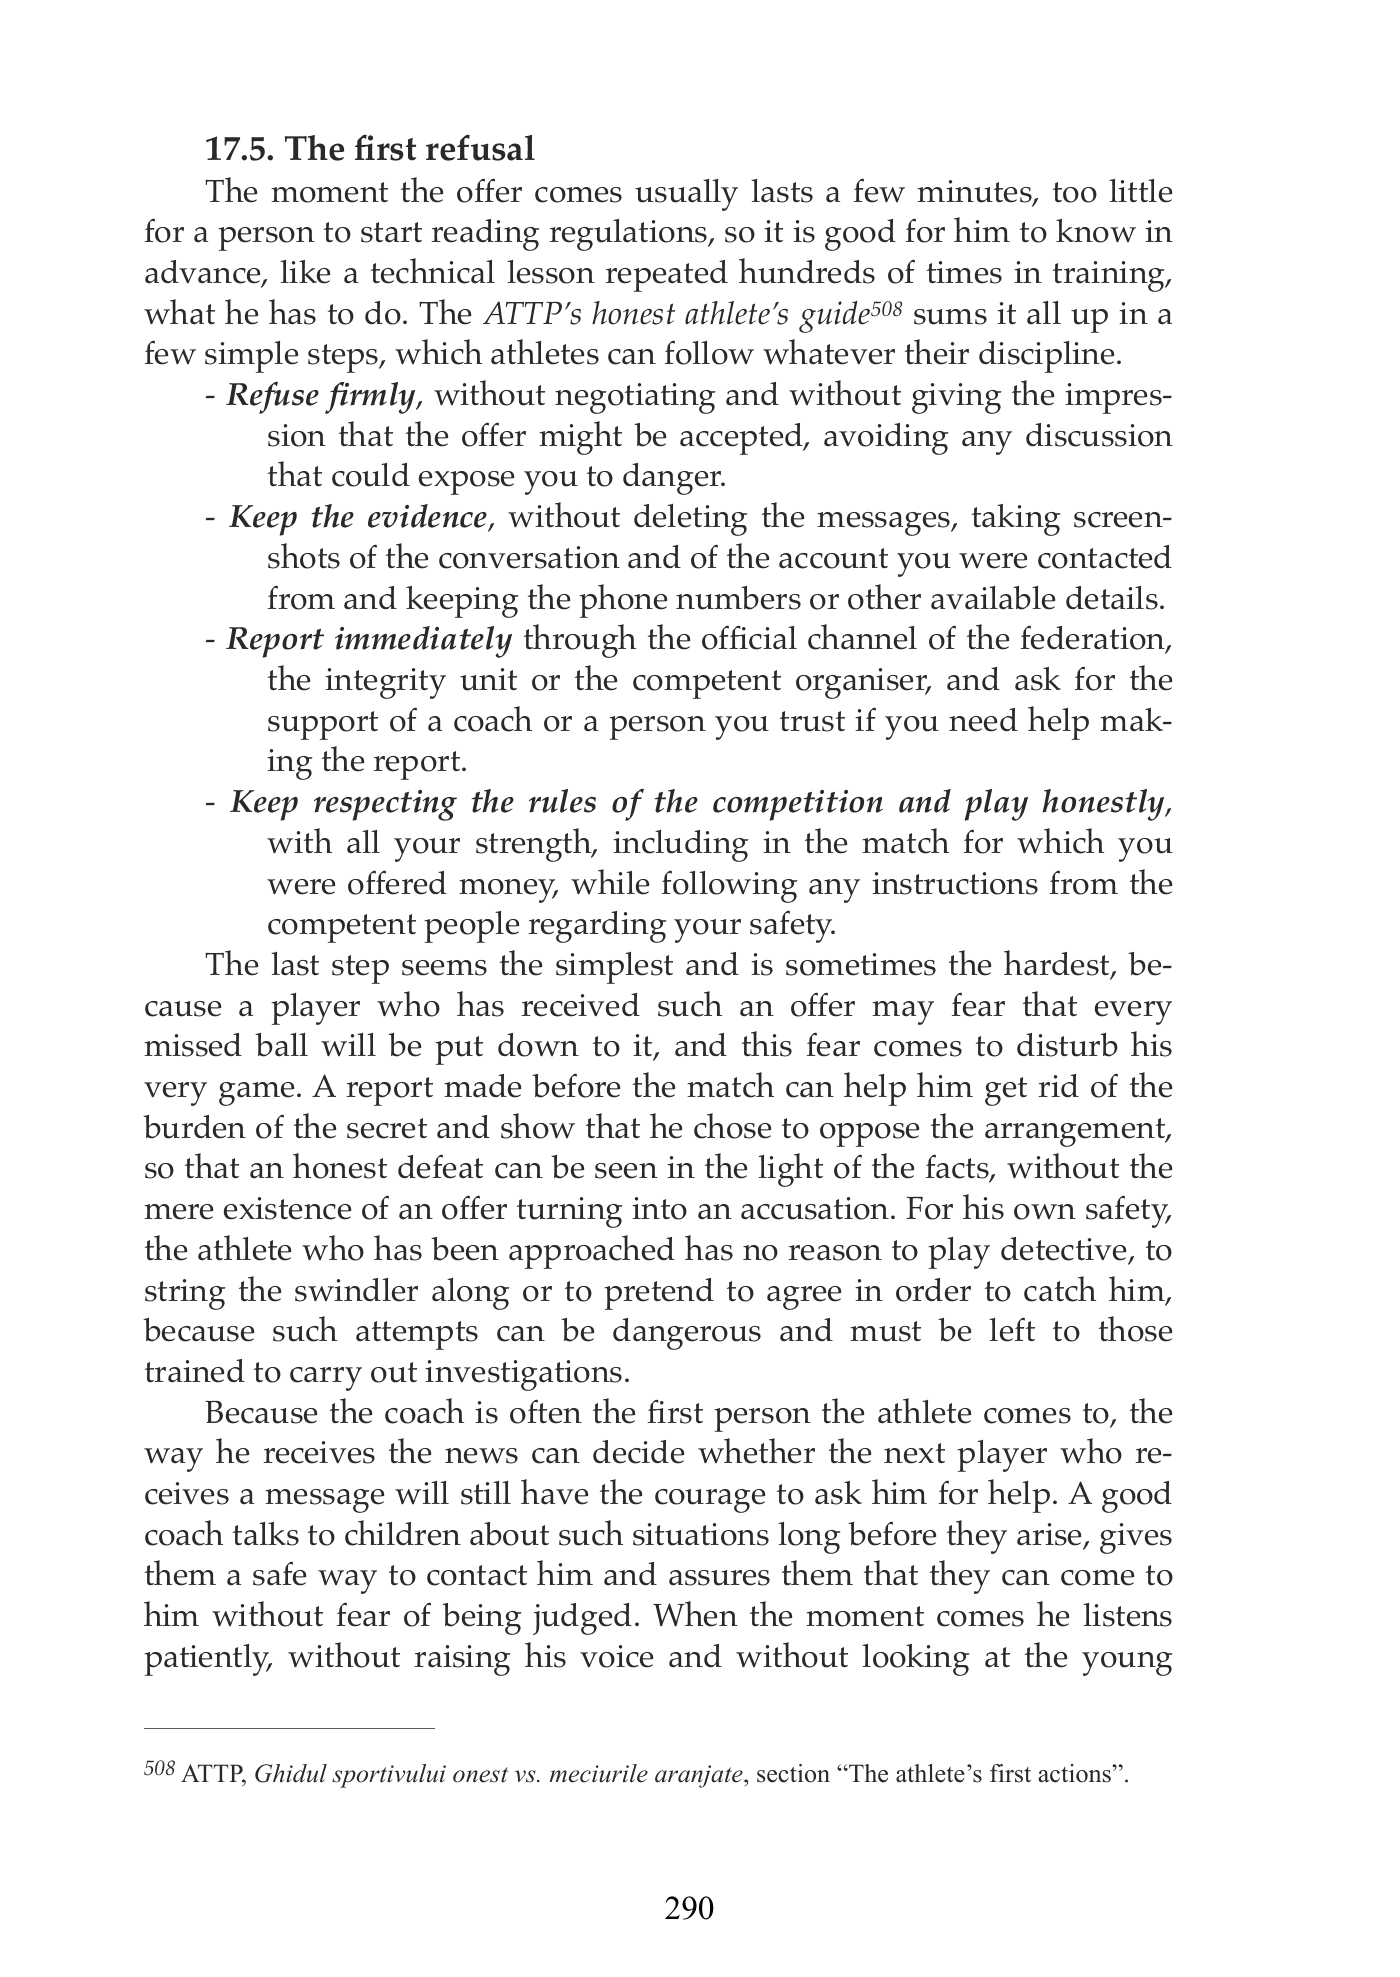 17.5. The first refusal
The moment the offer comes usually lasts a few minutes, too little
for a person to start reading regulations, so it is good for him to know in
advance, like a technical lesson repeated hundreds of times in training,
what he has to do. The ATTP’s honest athlete’s guide508 sums it all up in a
few simple steps, which athletes can follow whatever their discipline.
- Refuse firmly, without negotiating and without giving the impres-
sion that the offer might be accepted, avoiding any discussion
that could expose you to danger.
- Keep the evidence, without deleting the messages, taking screen-
shots of the conversation and of the account you were contacted
from and keeping the phone numbers or other available details.
- Report immediately through the official channel of the federation,
the integrity unit or the competent organiser, and ask for the
support of a coach or a person you trust if you need help mak-
ing the report.
- Keep respecting the rules of the competition and play honestly,
with all your strength, including in the match for which you
were offered money, while following any instructions from the
competent people regarding your safety.
The last step seems the simplest and is sometimes the hardest, be-
cause a player who has received such an offer may fear that every
missed ball will be put down to it, and this fear comes to disturb his
very game. A report made before the match can help him get rid of the
burden of the secret and show that he chose to oppose the arrangement,
so that an honest defeat can be seen in the light of the facts, without the
mere existence of an offer turning into an accusation. For his own safety,
the athlete who has been approached has no reason to play detective, to
string the swindler along or to pretend to agree in order to catch him,
because such attempts can be dangerous and must be left to those
trained to carry out investigations.
Because the coach is often the first person the athlete comes to, the
way he receives the news can decide whether the next player who re-
ceives a message will still have the courage to ask him for help. A good
coach talks to children about such situations long before they arise, gives
them a safe way to contact him and assures them that they can come to
him without fear of being judged. When the moment comes he listens
patiently, without raising his voice and without looking at the young
508 ATTP, Ghidul sportivului onest vs. meciurile aranjate, section “The athlete’s first actions”.
290